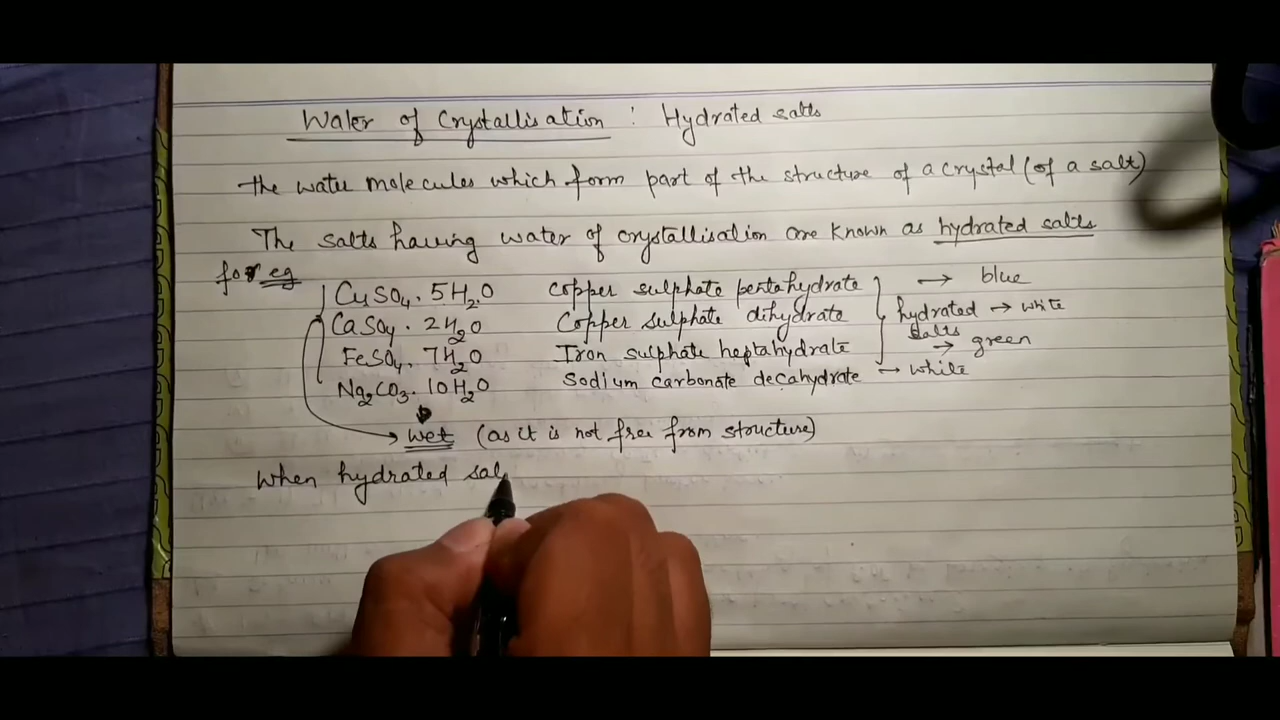 Water of Crystallisation : Hydrated salts
the water molecules which form part of the structure of a crystal (of a salt)
The salts having water of crystallisation are known as hydrated salts
for eg
CuSO4. 5H2O Copper sulphate pentahydrate → blue
CaSO4 . 2H2O Copper sulphate dihydrate hydrated salts → white
FeSO4. 7H2O Iron sulphate heptahydrate → green
Na2CO3. 10H2O Sodium carbonate decahydrate → white
→ wet (as it is not free from structure)
When hydrated sal